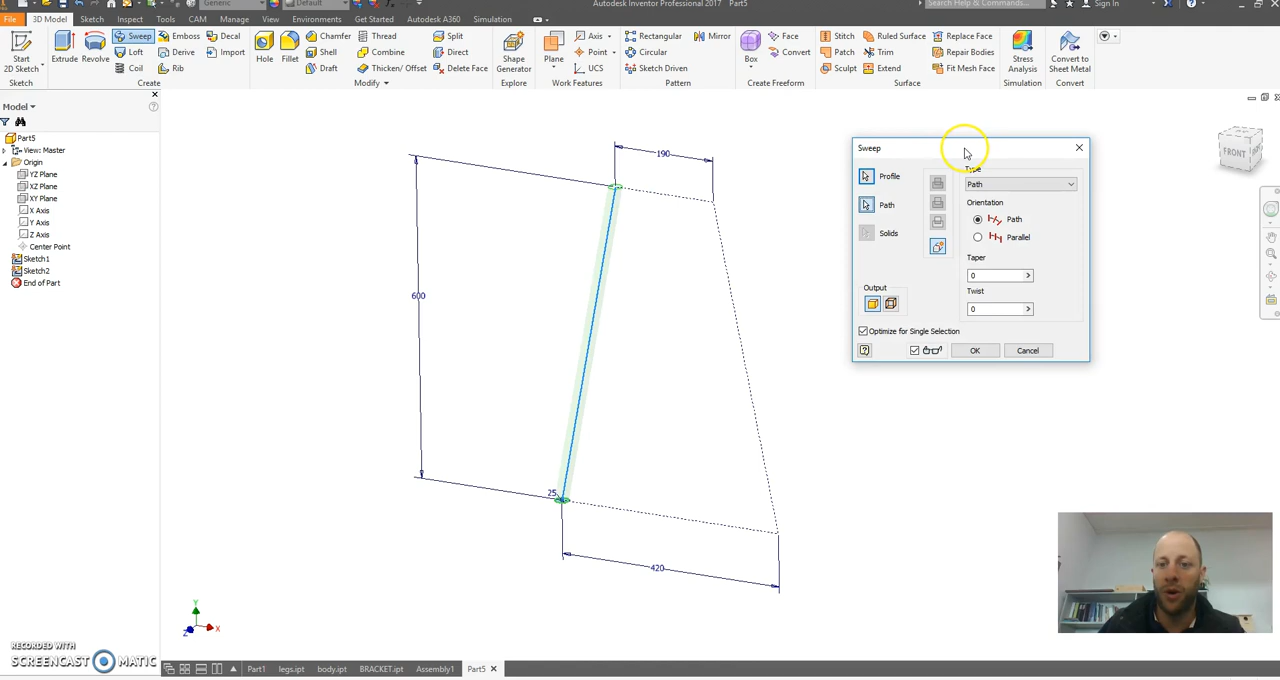 Generic
Default
Autodesk Inventor Professional 2017 Part5
Search Help & Commands...
Sign In
File
3D Model
Sketch
Inspect
Tools
CAM
Manage
View
Environments
Get Started
Autodesk A360
Simulation
Start
2D Sketch
Sketch
Extrude
Revolve
Sweep
Emboss
Decal
Loft
Derive
Import
Coil
Rib
Create
Hole
Fillet
Chamfer
Thread
Split
Shell
Combine
Direct
Draft
Thicken/ Offset
Delete Face
Modify
Shape
Generator
Explore
Plane
Axis
Point
UCS
Work Features
Rectangular
Mirror
Circular
Sketch Driven
Pattern
Box
Face
Convert
Create Freeform
Stitch
Ruled Surface
Replace Face
Patch
Trim
Repair Bodies
Sculpt
Extend
Fit Mesh Face
Surface
Stress
Analysis
Simulation
Convert to
Sheet Metal
Convert
Model
Part5
View: Master
Origin
YZ Plane
XZ Plane
XY Plane
X Axis
Y Axis
Z Axis
Center Point
Sketch1
Sketch2
End of Part
190
600
25
420
Sweep
Profile
Path
Solids
Output
Type
Path
Orientation
Path
Parallel
Taper
0
Twist
0
Optimize for Single Selection
OK
Cancel
FRONT
Y
X
Z
RECORDED WITH
SCREENCAST MATIC
Part1
legs.ipt
body.ipt
BRACKET.ipt
Assembly1
Part5